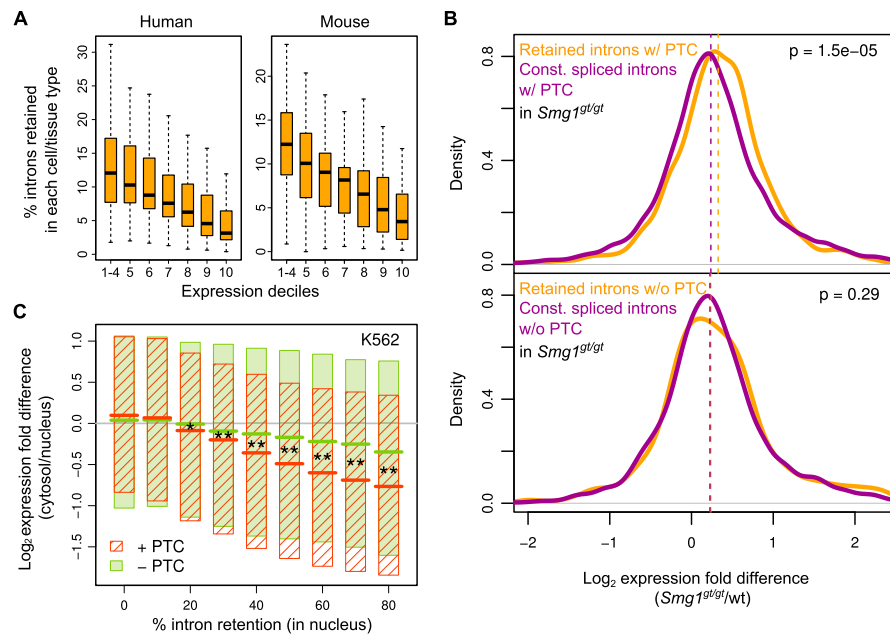 A
Human
Mouse
% introns retained
in each cell/tissue type
0
5
10
15
20
25
30
0
5
10
15
20
1-4 5 6 7 8 9 10
1-4 5 6 7 8 9 10
Expression deciles
B
Retained introns w/ PTC
Const. spliced introns
w/ PTC
in Smg1gt/gt
p = 1.5e−05
Density
0.0
0.4
0.8
Retained introns w/o PTC
Const. spliced introns
w/o PTC
in Smg1gt/gt
p = 0.29
Density
0.0
0.4
0.8
−2 −1 0 1 2
Log2 expression fold difference
(Smg1gt/gt/wt)
C
K562
Log2 expression fold difference
(cytosol/nucleus)
1.0
0.5
0.0
−0.5
−1.0
−1.5
* ** ** ** ** ** **
+ PTC
− PTC
0 20 40 60 80
% intron retention (in nucleus)